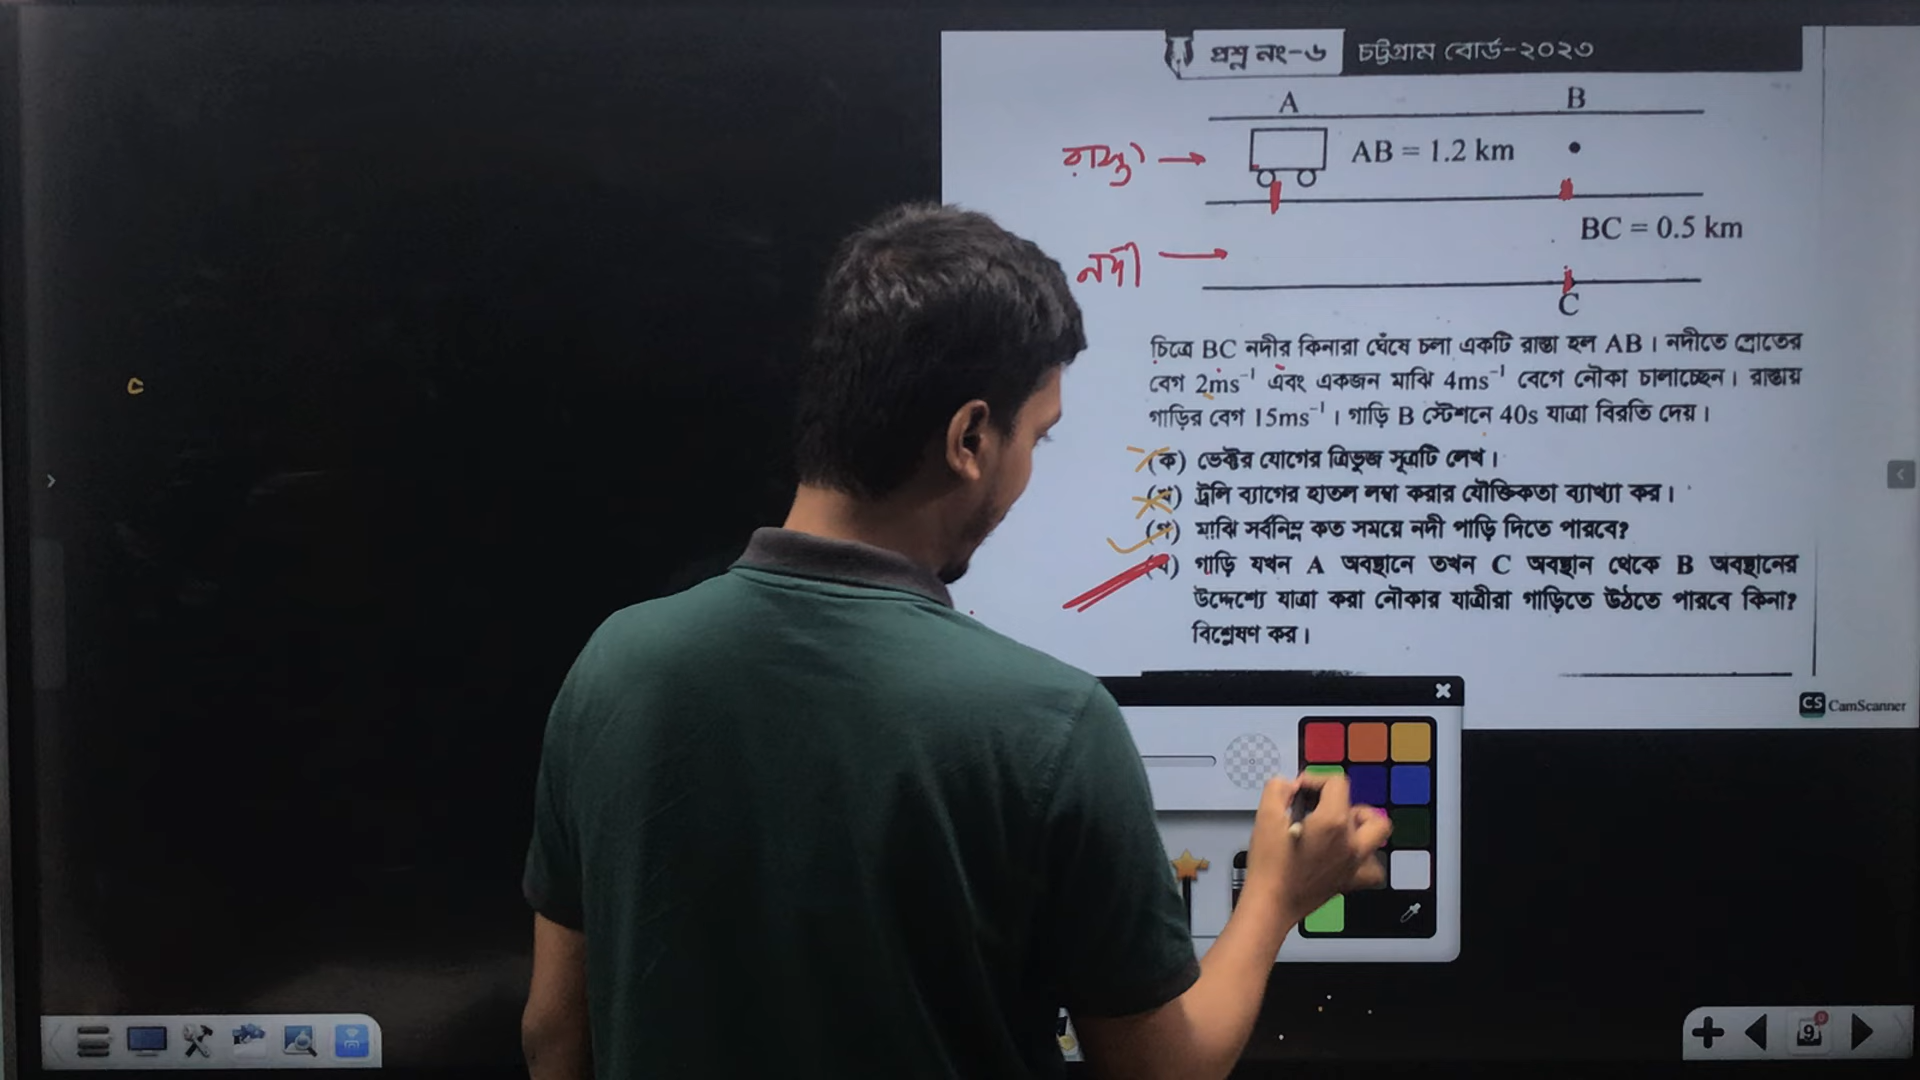 প্রশ্ন নং-৬ চট্টগ্রাম বোর্ড-২০২৩
A B
রাস্তা → AB = 1.2 km
BC = 0.5 km
নদী →
C
চিত্রে BC নদীর কিনারা ঘেঁষে চলা একটি রাস্তা হল AB। নদীতে স্রোতের
বেগ 2ms⁻¹ এবং একজন মাঝি 4ms⁻¹ বেগে নৌকা চালাচ্ছেন। রাস্তায়
গাড়ির বেগ 15ms⁻¹। গাড়ি B স্টেশনে 40s যাত্রা বিরতি দেয়।
(ক) ভেক্টর যোগের ত্রিভুজ সূত্রটি লেখ।
(খ) ট্রলি ব্যাগের হাতল লম্বা করার যৌক্তিকতা ব্যাখ্যা কর।
(গ) মাঝি সর্বনিম্ন কত সময়ে নদী পাড়ি দিতে পারবে?
(ঘ) গাড়ি যখন A অবস্থানে তখন C অবস্থান থেকে B অবস্থানের
উদ্দেশ্যে যাত্রা করা নৌকার যাত্রীরা গাড়িতে উঠতে পারবে কিনা?
বিশ্লেষণ কর।
CS CamScanner
9